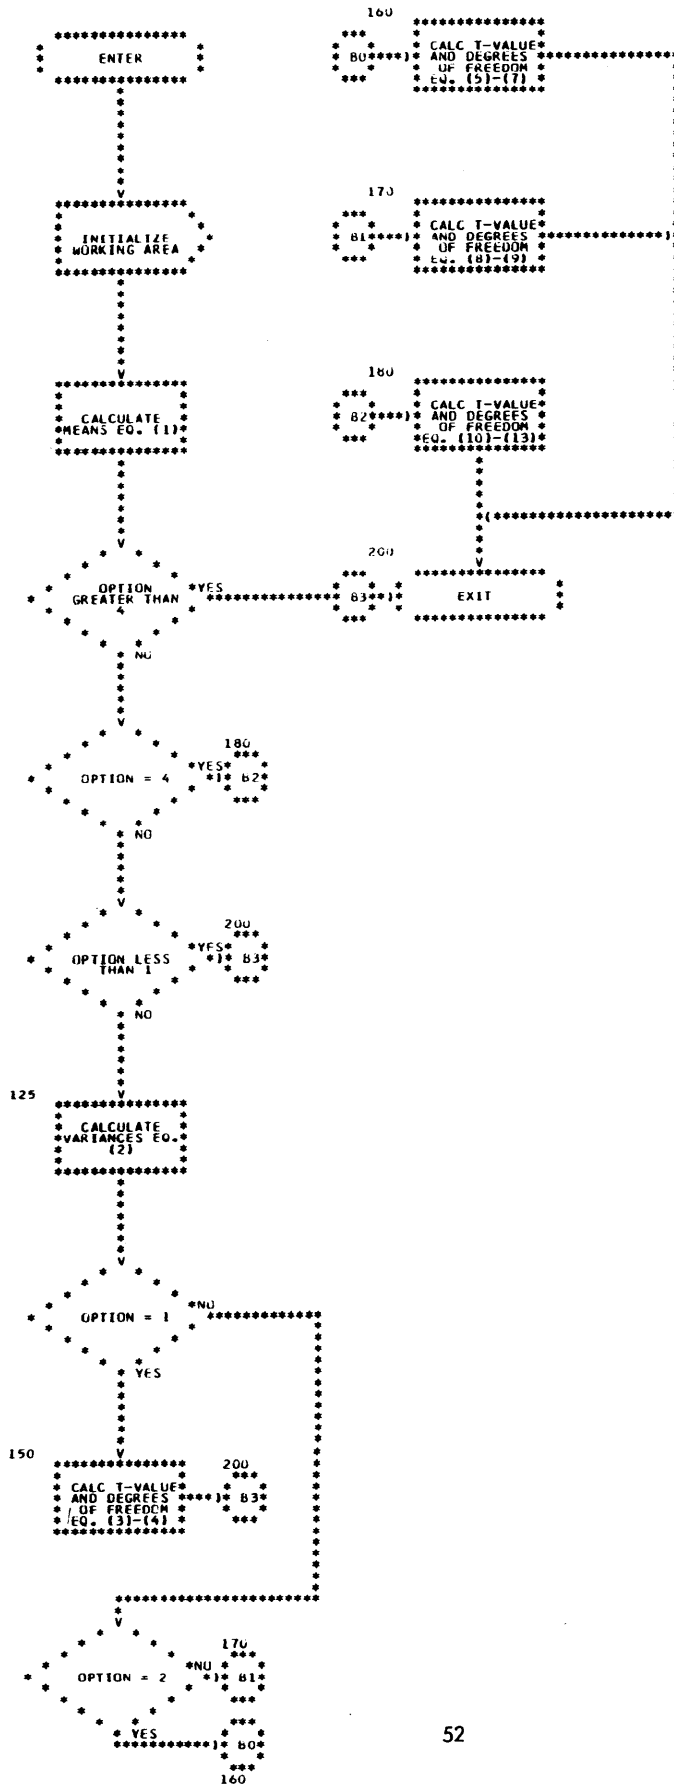 ENTER
INITIALIZE
WORKING AREA
CALCULATE
MEANS EQ. (1)
OPTION
GREATER THAN
4
YES
NO
OPTION = 4
YES
180
B2
NO
OPTION LESS
THAN 1
YES
200
B3
NO
125
CALCULATE
VARIANCES EQ.
(2)
OPTION = 1
NO
YES
150
CALC T-VALUE
AND DEGREES
OF FREEDOM
EQ. (3)-(4)
200
B3
OPTION = 2
NO
170
B1
YES
B0
160
160
B0
CALC T-VALUE
AND DEGREES
OF FREEDOM
EQ. (5)-(7)
170
B1
CALC T-VALUE
AND DEGREES
OF FREEDOM
EQ. (8)-(9)
180
B2
CALC T-VALUE
AND DEGREES
OF FREEDOM
EQ. (10)-(13)
200
B3
EXIT
52